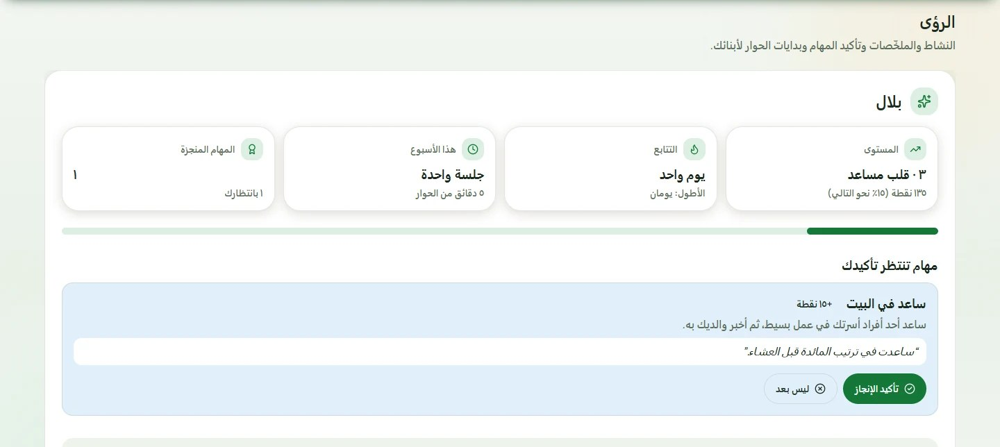 الرؤى
النشاط والملخّصات وتأكيد المهام وبدايات الحوار لأبنائك.
بلال
المستوى
٠٣ · قلب مساعد
١٣٥ نقطة (١٥٪ نحو التالي)
التتابع
يوم واحد
الأطول: يومان
هذا الأسبوع
جلسة واحدة
٥ دقائق من الحوار
المهام المنجزة
١
١ بانتظارك
مهام تنتظر تأكيدك
ساعد في البيت +١٥ نقطة
ساعد أحد أفراد أسرتك في عمل بسيط، ثم أخبر والديك به.
"ساعدت في ترتيب المائدة قبل العشاء."
تأكيد الإنجاز
ليس بعد